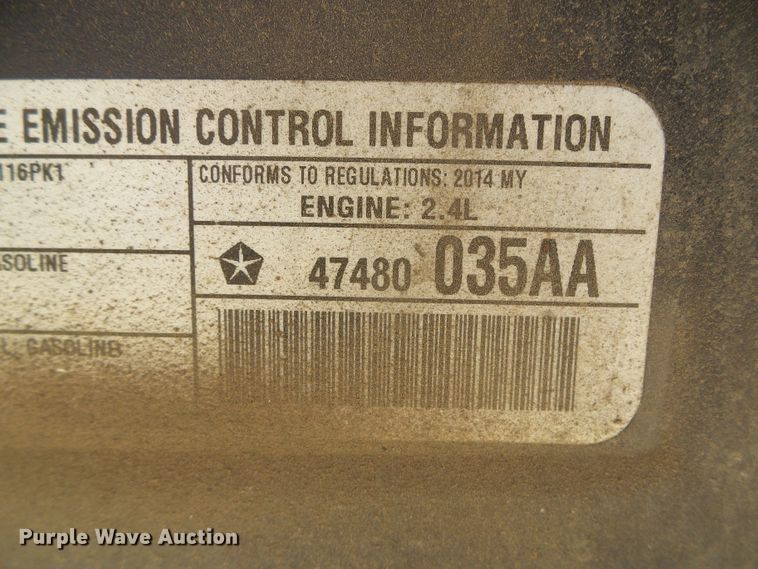 E EMISSION CONTROL INFORMATION
116PK1
CONFORMS TO REGULATIONS: 2014 MY
ENGINE: 2.4L
ASOLINE
47480 035AA
L, GASOLINE
Purple Wave Auction